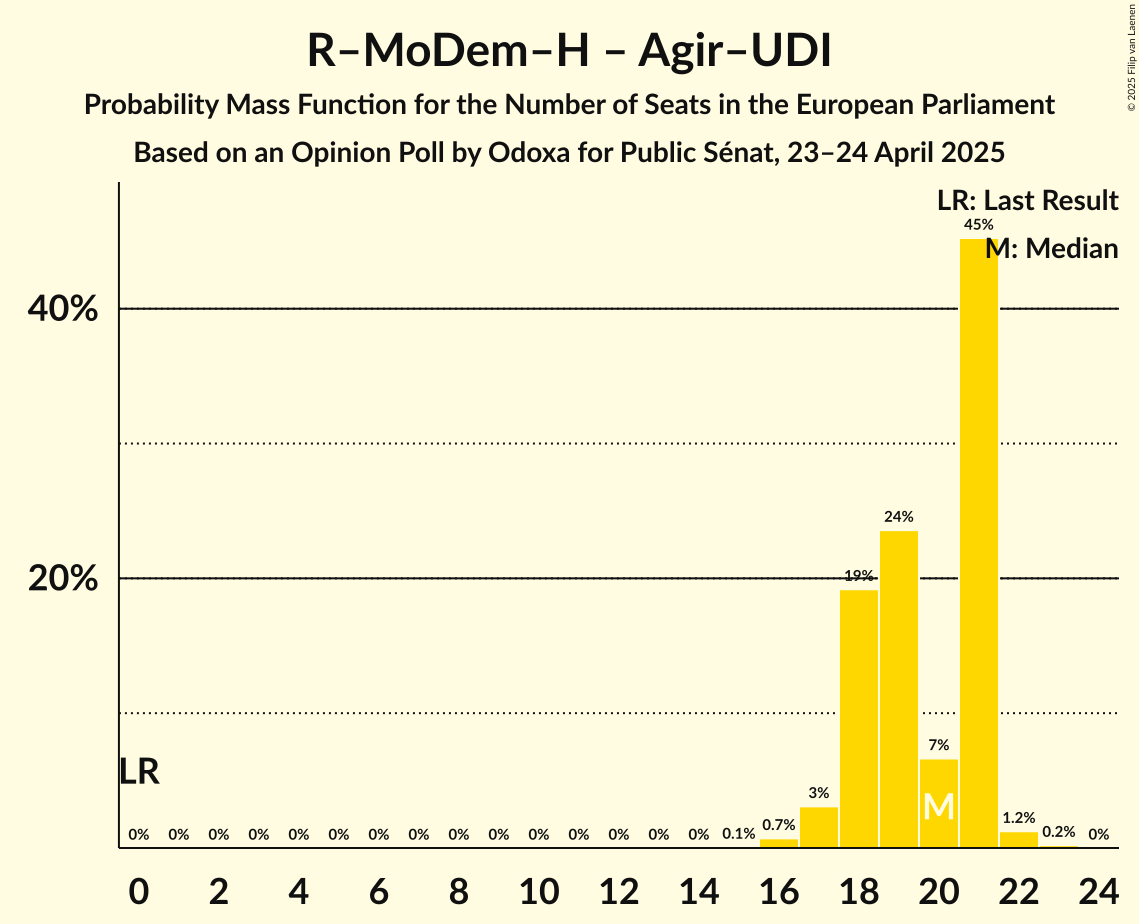 R–MoDem–H – Agir–UDI
Probability Mass Function for the Number of Seats in the European Parliament
Based on an Opinion Poll by Odoxa for Public Sénat, 23–24 April 2025
© 2025 Filip van Laenen
LR: Last Result
M: Median
45%
40%
24%
20%
19%
7%
LR
M
3%
0% 0% 0% 0% 0% 0% 0% 0% 0% 0% 0% 0% 0% 0% 0% 0.1% 0.7% 1.2% 0.2% 0%
0 2 4 6 8 10 12 14 16 18 20 22 24